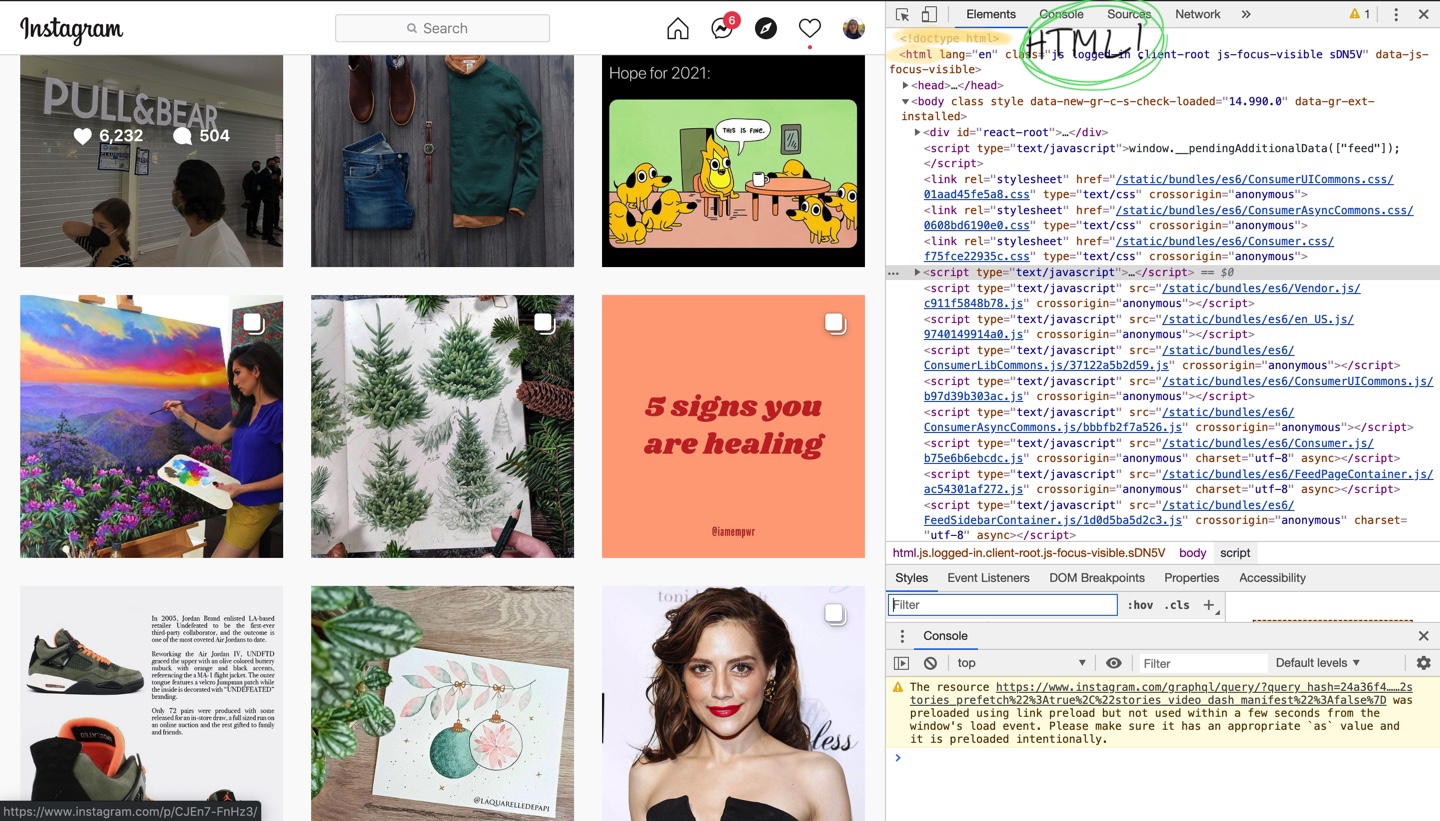 Instagram
Search
6
PULL&BEAR
6,232 504
Hope for 2021:
THIS IS FINE.
5 signs you
are healing
@iamempwr
In 2005, Jordan Brand enlisted LA-based
retailer Undefeated to be the first-ever
third-party collaborator, and the outcome is
one of the most coveted Air Jordans to date.
Reworking the Air Jordan IV, UNDFTD
graced the upper with an olive colored buttery
nubuck with orange and black accents,
referencing the MA-1 flight jacket. The outer
tongue features a velcro Jumpman patch while
the inside is decorated with "UNDEFEATED"
branding.
Only 72 pairs were produced with some
released for an in-store draw, a full sized run on
an online auction and the rest gifted to family
and friends.
@LAQUARELLEDEPAPI
https://www.instagram.com/p/CJEn7-FnHz3/
Elements Console Sources Network » 1
HTML!
<!doctype html>
<html lang="en" class="js logged-in client-root js-focus-visible sDN5V" data-js-
focus-visible>
<head>…</head>
<body class style data-new-gr-c-s-check-loaded="14.990.0" data-gr-ext-
installed>
<div id="react-root">…</div>
<script type="text/javascript">window.__pendingAdditionalData(["feed"]);
</script>
<link rel="stylesheet" href="/static/bundles/es6/ConsumerUICommons.css/
01aad45fe5a8.css" type="text/css" crossorigin="anonymous">
<link rel="stylesheet" href="/static/bundles/es6/ConsumerAsyncCommons.css/
0608bd6190e0.css" type="text/css" crossorigin="anonymous">
<link rel="stylesheet" href="/static/bundles/es6/Consumer.css/
f75fce22935c.css" type="text/css" crossorigin="anonymous">
… <script type="text/javascript">…</script> == $0
<script type="text/javascript" src="/static/bundles/es6/Vendor.js/
c911f5848b78.js" crossorigin="anonymous"></script>
<script type="text/javascript" src="/static/bundles/es6/en_US.js/
9740149914a0.js" crossorigin="anonymous"></script>
<script type="text/javascript" src="/static/bundles/es6/
ConsumerLibCommons.js/37122a5b2d59.js" crossorigin="anonymous"></script>
<script type="text/javascript" src="/static/bundles/es6/ConsumerUICommons.js/
b97d39b303ac.js" crossorigin="anonymous"></script>
<script type="text/javascript" src="/static/bundles/es6/
ConsumerAsyncCommons.js/bbbfb2f7a526.js" crossorigin="anonymous"></script>
<script type="text/javascript" src="/static/bundles/es6/Consumer.js/
b75e6b6ebcdc.js" crossorigin="anonymous" charset="utf-8" async></script>
<script type="text/javascript" src="/static/bundles/es6/FeedPageContainer.js/
ac54301af272.js" crossorigin="anonymous" charset="utf-8" async></script>
<script type="text/javascript" src="/static/bundles/es6/
FeedSidebarContainer.js/1d0d5ba5d2c3.js" crossorigin="anonymous" charset=
"utf-8" async></script>
html.js.logged-in.client-root.js-focus-visible.sDN5V body script
Styles Event Listeners DOM Breakpoints Properties Accessibility
Filter :hov .cls +
Console
top Filter Default levels
The resource https://www.instagram.com/graphql/query/?query_hash=24a36f4……2s
tories_prefetch%22%3Atrue%2C%22stories_video_dash_manifest%22%3Afalse%7D was
preloaded using link preload but not used within a few seconds from the
window's load event. Please make sure it has an appropriate `as` value and
it is preloaded intentionally.